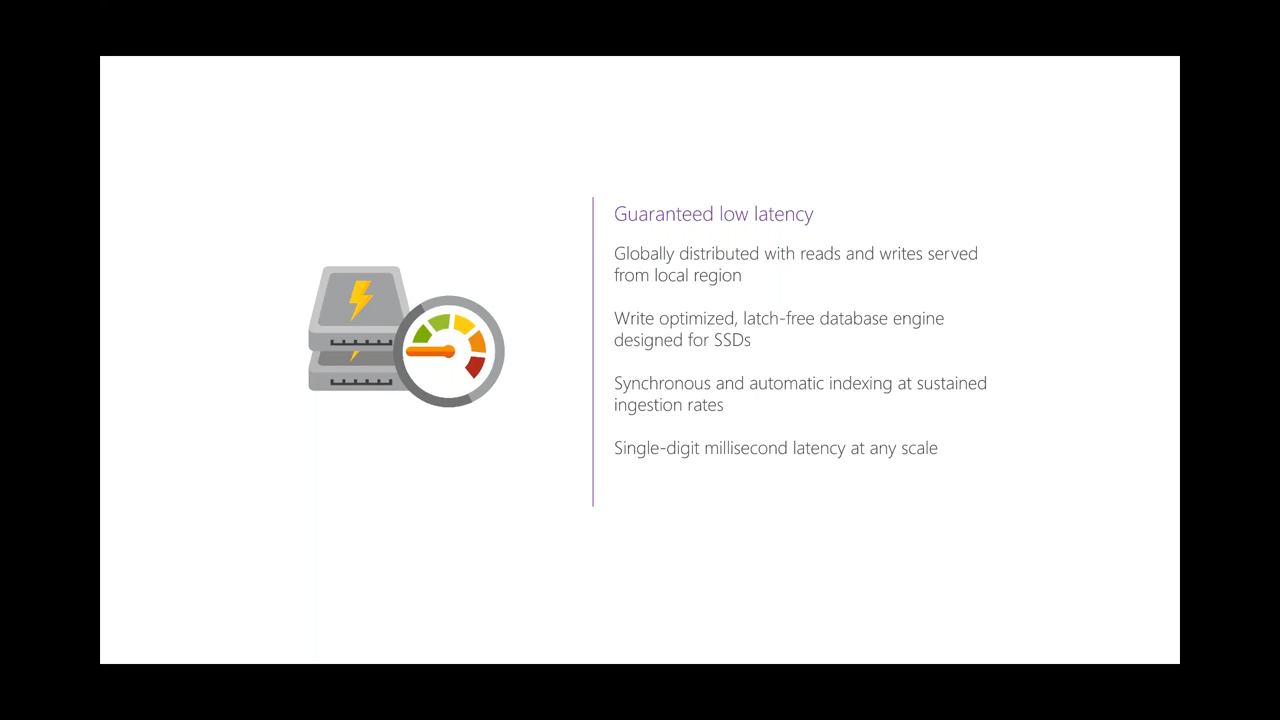 Guaranteed low latency
Globally distributed with reads and writes served
from local region
Write optimized, latch-free database engine
designed for SSDs
Synchronous and automatic indexing at sustained
ingestion rates
Single-digit millisecond latency at any scale